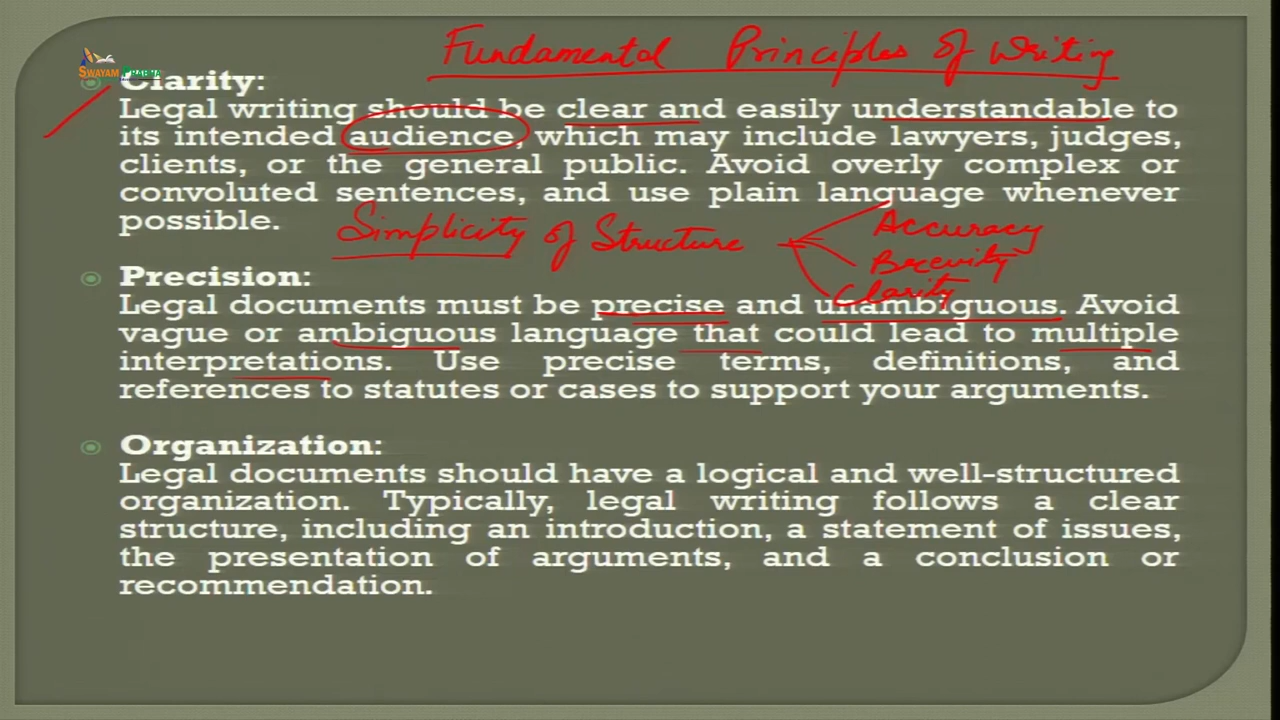 Fundamental Principles of Writing
SWAYAM PRABHA
Clarity:
Legal writing should be clear and easily understandable to
its intended audience, which may include lawyers, judges,
clients, or the general public. Avoid overly complex or
convoluted sentences, and use plain language whenever
possible.
Simplicity of Structure
Accuracy
Brevity
Clarity
Precision:
Legal documents must be precise and unambiguous. Avoid
vague or ambiguous language that could lead to multiple
interpretations. Use precise terms, definitions, and
references to statutes or cases to support your arguments.
Organization:
Legal documents should have a logical and well-structured
organization. Typically, legal writing follows a clear
structure, including an introduction, a statement of issues,
the presentation of arguments, and a conclusion or
recommendation.